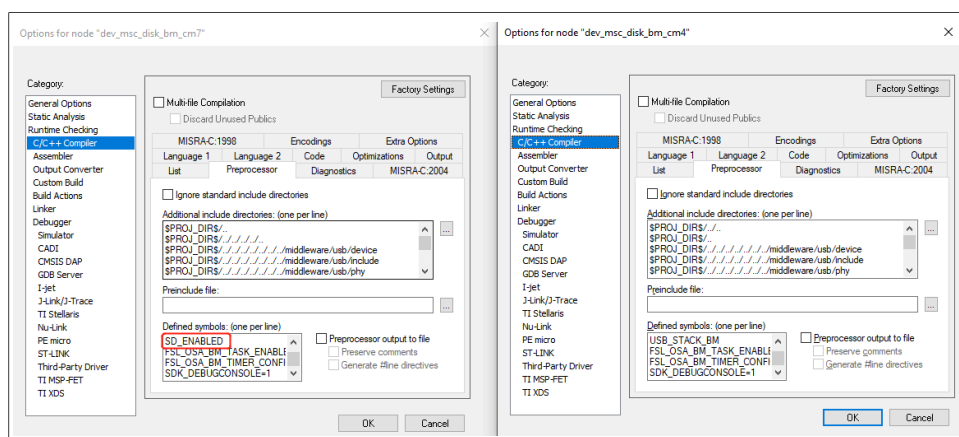 Options for node "dev_msc_disk_bm_cm7"
Category:
General Options
Static Analysis
Runtime Checking
C/C++ Compiler
Assembler
Output Converter
Custom Build
Build Actions
Linker
Debugger
Simulator
CADI
CMSIS DAP
GDB Server
I-jet
J-Link/J-Trace
TI Stellaris
Nu-Link
PE micro
ST-LINK
Third-Party Driver
TI MSP-FET
TI XDS
Factory Settings
Multi-file Compilation
Discard Unused Publics
MISRA-C:1998 Encodings Extra Options
Language 1 Language 2 Code Optimizations Output
List Preprocessor Diagnostics MISRA-C:2004
Ignore standard include directories
Additional include directories: (one per line)
$PROJ_DIR$/..
$PROJ_DIR$/../../../..
$PROJ_DIR$/../../../../../../../middleware/usb/device
$PROJ_DIR$/../../../../../../../middleware/usb/include
$PROJ_DIR$/../../../../../../../middleware/usb/phy
...
Preinclude file:
...
Defined symbols: (one per line)
SD_ENABLED
FSL_OSA_BM_TASK_ENABLE
FSL_OSA_BM_TIMER_CONFI
SDK_DEBUGCONSOLE=1
Preprocessor output to file
Preserve comments
Generate #line directives
OK Cancel
Options for node "dev_msc_disk_bm_cm4"
Category:
General Options
Static Analysis
Runtime Checking
C/C++ Compiler
Assembler
Output Converter
Custom Build
Build Actions
Linker
Debugger
Simulator
CADI
CMSIS DAP
GDB Server
I-jet
J-Link/J-Trace
TI Stellaris
Nu-Link
PE micro
ST-LINK
Third-Party Driver
TI MSP-FET
TI XDS
Factory Settings
Multi-file Compilation
Discard Unused Publics
MISRA-C:1998 Encodings Extra Options
Language 1 Language 2 Code Optimizations Output
List Preprocessor Diagnostics MISRA-C:2004
Ignore standard include directories
Additional include directories: (one per line)
$PROJ_DIR$/../..
$PROJ_DIR$/..
$PROJ_DIR$/../../../../../../../middleware/usb/device
$PROJ_DIR$/../../../../../../../middleware/usb/include
$PROJ_DIR$/../../../../../../../middleware/usb/phy
...
Preinclude file:
...
Defined symbols: (one per line)
USB_STACK_BM
FSL_OSA_BM_TASK_ENABLE
FSL_OSA_BM_TIMER_CONFI
SDK_DEBUGCONSOLE=1
Preprocessor output to file
Preserve comments
Generate #line directives
OK Cancel